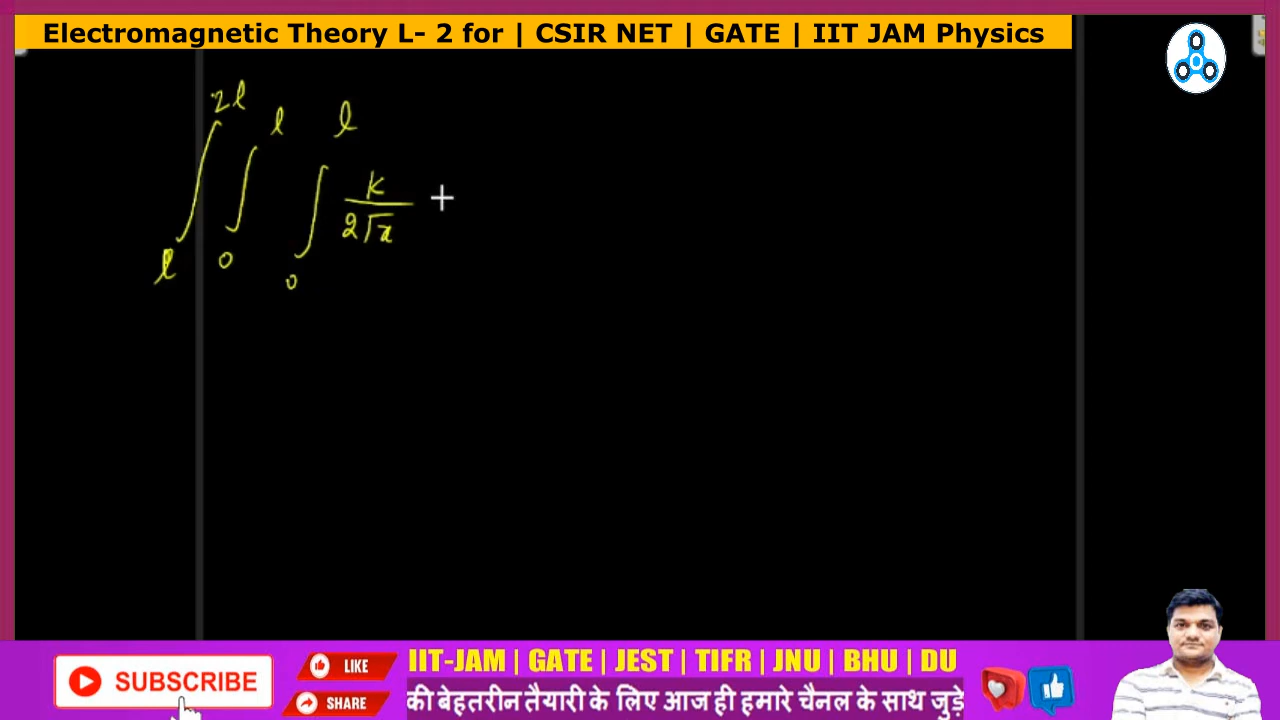 Electromagnetic Theory L- 2 for | CSIR NET | GATE | IIT JAM Physics
2l l l
∫ ∫ ∫ K/2√x
l 0 0
SUBSCRIBE
LIKE
SHARE
IIT-JAM | GATE | JEST | TIFR | JNU | BHU | DU
की बेहतरीन तैयारी के लिए आज ही हमारे चैनल के साथ जुड़े